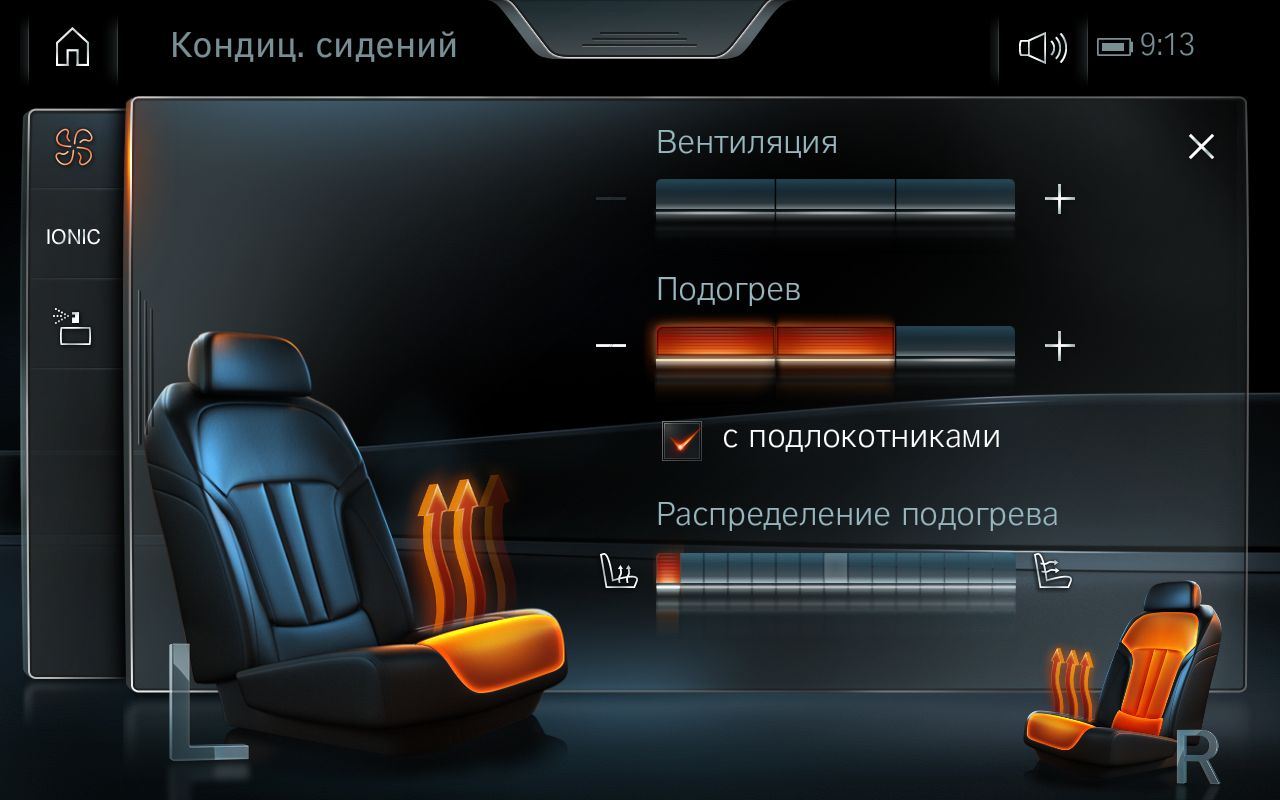 Кондиц. сидений
9:13
Вентиляция
IONIC
Подогрев
с подлокотниками
Распределение подогрева
L
R